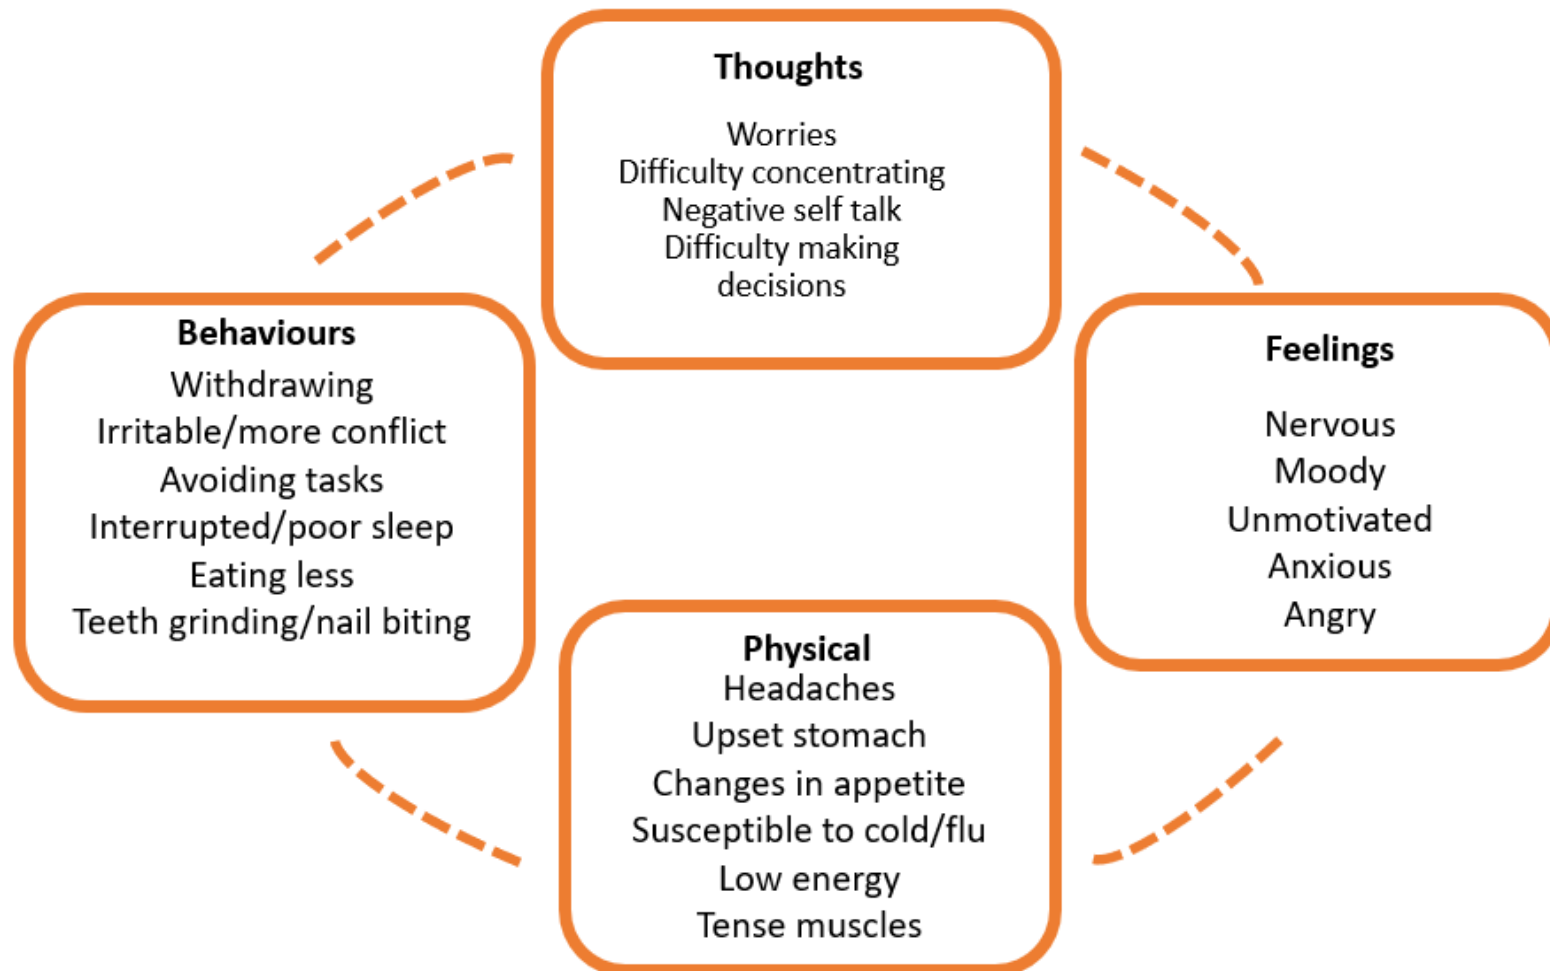 Thoughts
Worries
Difficulty concentrating
Negative self talk
Difficulty making
decisions
Behaviours
Withdrawing
Irritable/more conflict
Avoiding tasks
Interrupted/poor sleep
Eating less
Teeth grinding/nail biting
Feelings
Nervous
Moody
Unmotivated
Anxious
Angry
Physical
Headaches
Upset stomach
Changes in appetite
Susceptible to cold/flu
Low energy
Tense muscles